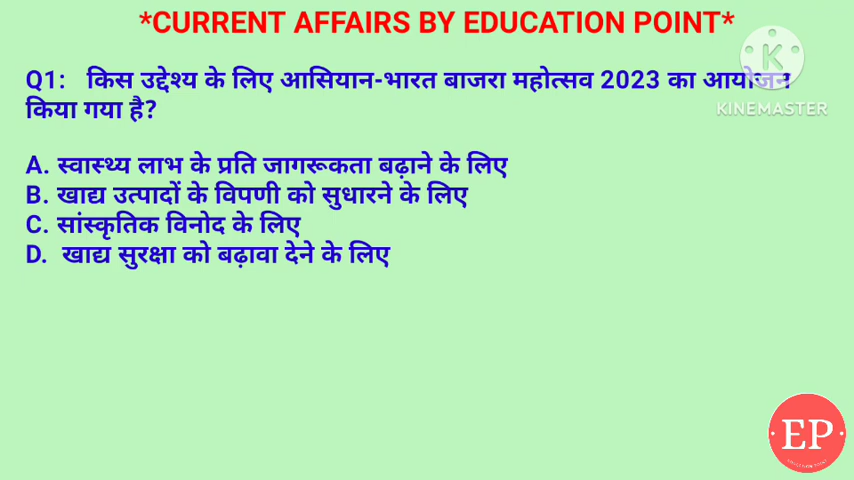 *CURRENT AFFAIRS BY EDUCATION POINT*
Q1: किस उद्देश्य के लिए आसियान-भारत बाजरा महोत्सव 2023 का आयोजन
किया गया है?
A. स्वास्थ्य लाभ के प्रति जागरूकता बढ़ाने के लिए
B. खाद्य उत्पादों के विपणी को सुधारने के लिए
C. सांस्कृतिक विनोद के लिए
D. खाद्य सुरक्षा को बढ़ावा देने के लिए
K
KINEMASTER
EP